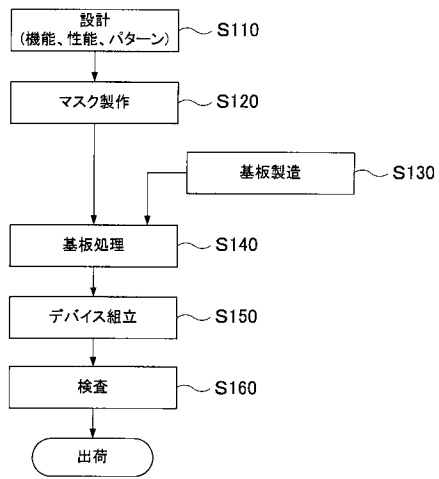 設計
(機能、性能、パターン)
S110
マスク製作
S120
基板製造
S130
基板処理
S140
デバイス組立
S150
検査
S160
出荷